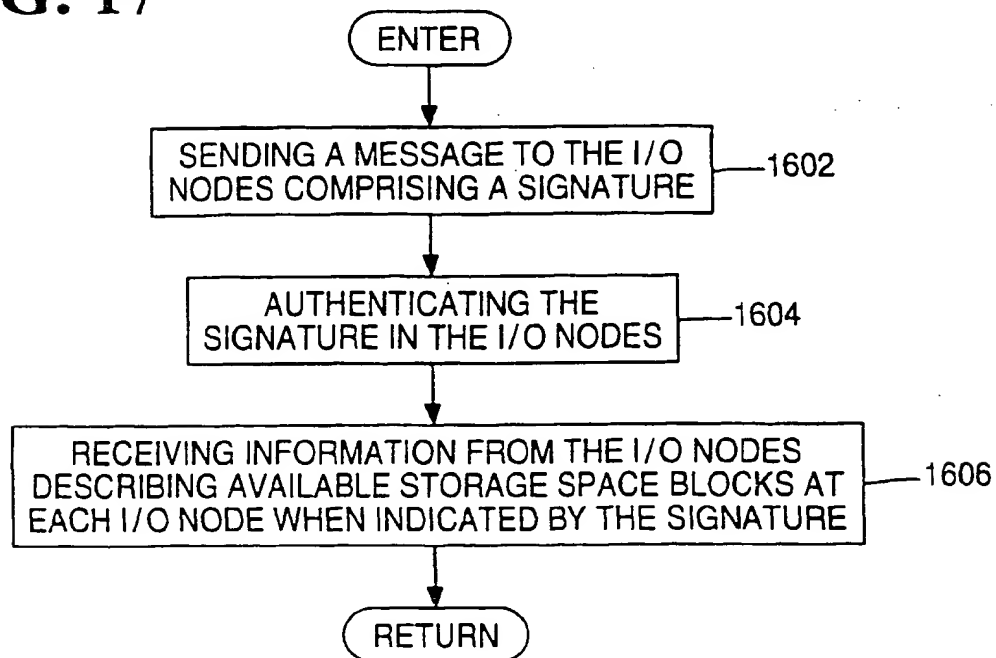 G. 17
ENTER
SENDING A MESSAGE TO THE I/O
NODES COMPRISING A SIGNATURE
1602
AUTHENTICATING THE
SIGNATURE IN THE I/O NODES
1604
RECEIVING INFORMATION FROM THE I/O NODES
DESCRIBING AVAILABLE STORAGE SPACE BLOCKS AT
EACH I/O NODE WHEN INDICATED BY THE SIGNATURE
1606
RETURN